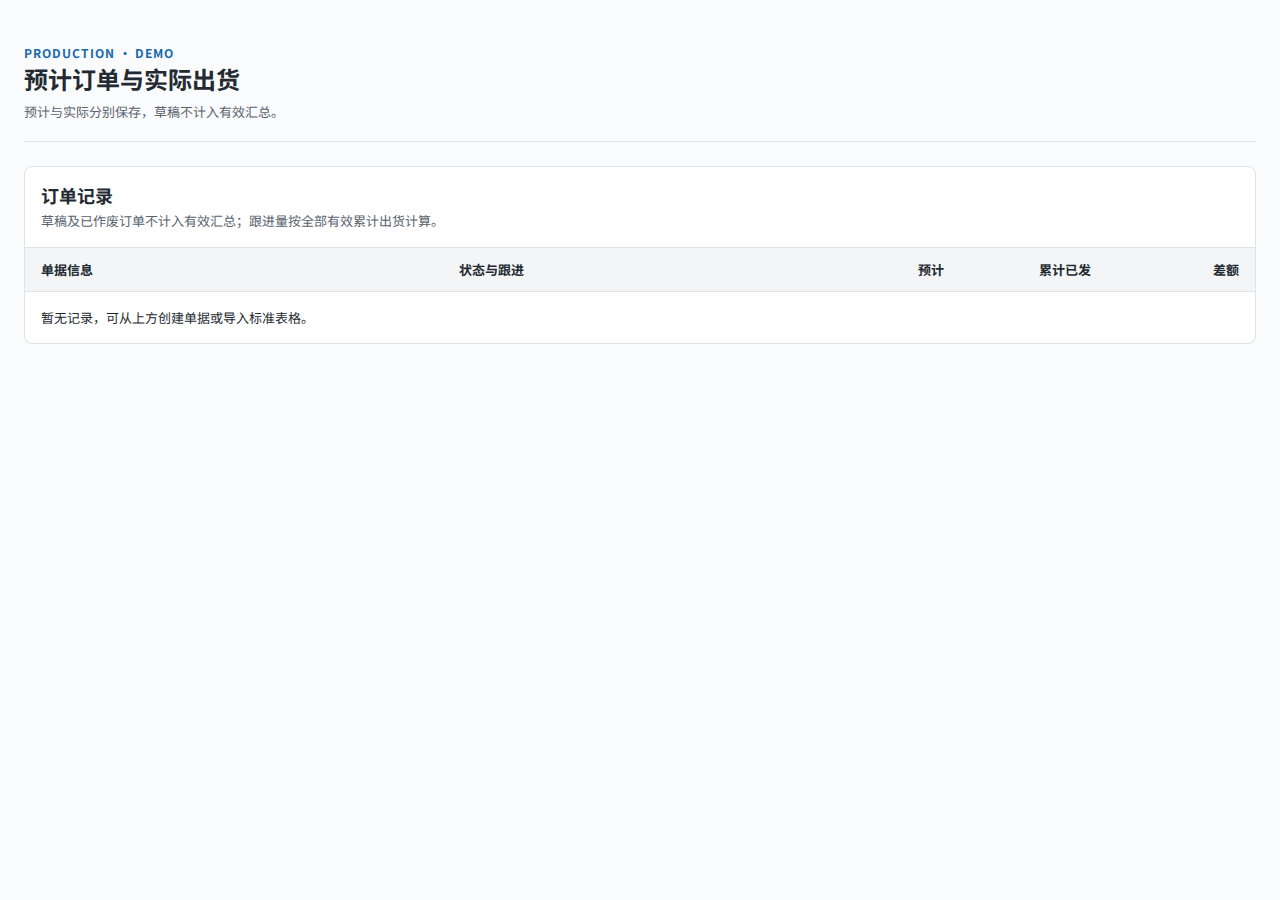 PRODUCTION · DEMO
预计订单与实际出货
预计与实际分别保存，草稿不计入有效汇总。
订单记录
草稿及已作废订单不计入有效汇总；跟进量按全部有效累计出货计算。
单据信息 状态与跟进 预计 累计已发 差额
暂无记录，可从上方创建单据或导入标准表格。